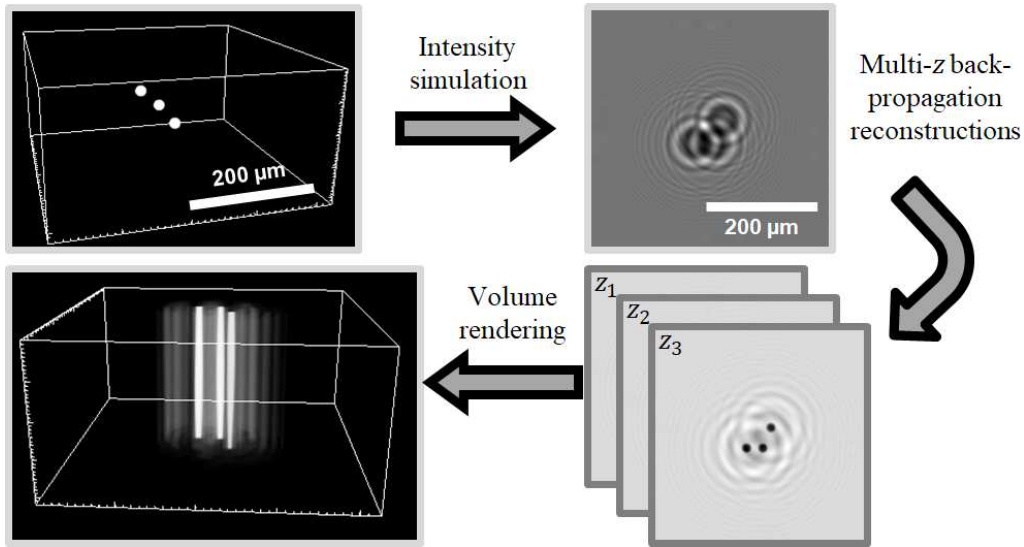 200 µm
Intensity
simulation
200 µm
Multi-z back-
propagation
reconstructions
z₁
z₂
z₃
Volume
rendering